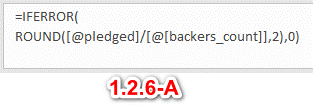 =IFERROR(
ROUND([@pledged]/[@[backers_count]],2),0)
1.2.6-A